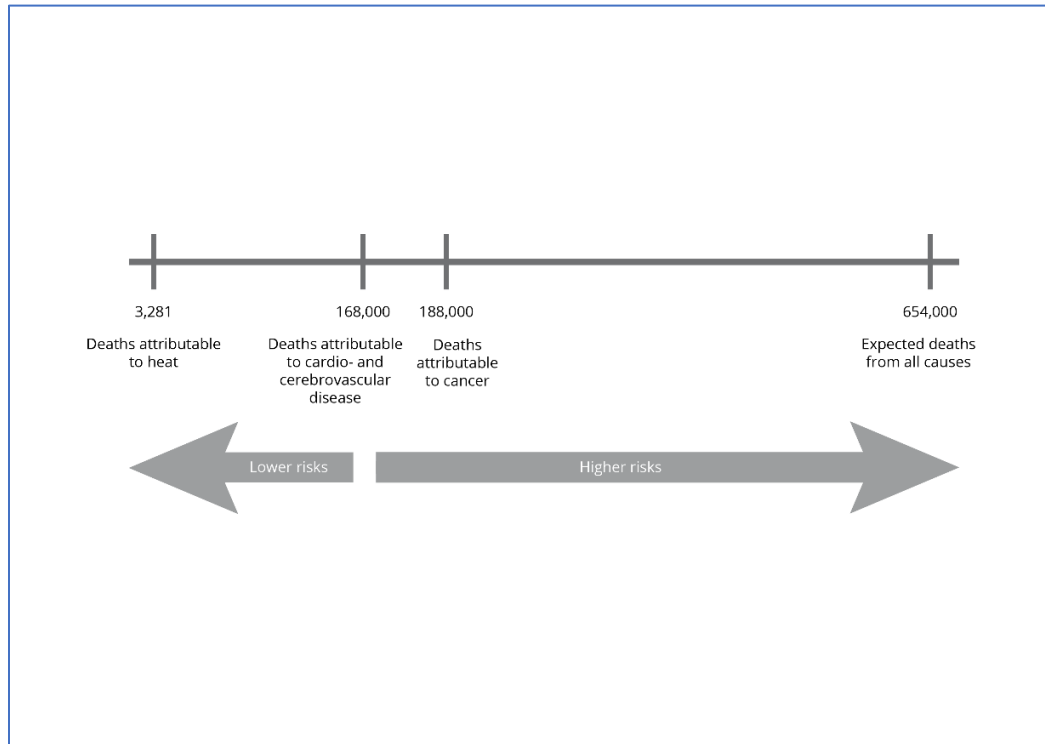 3,281
Deaths attributable
to heat
168,000
Deaths attributable
to cardio- and
cerebrovascular
disease
188,000
Deaths
attributable
to cancer
654,000
Expected deaths
from all causes
Lower risks
Higher risks